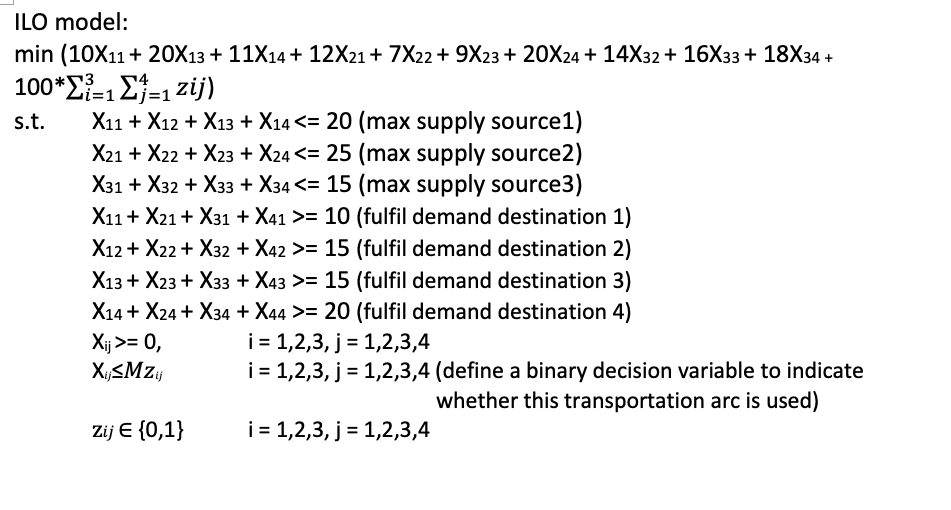 ILO model:
min (10X11 + 20X13 + 11X14 + 12X21 + 7X22 + 9X23 + 20X24 + 14X32 + 16X33 + 18X34 +
100*∑³ᵢ₌₁ ∑⁴ⱼ₌₁ zij)
s.t. X11 + X12 + X13 + X14 <= 20 (max supply source1)
X21 + X22 + X23 + X24 <= 25 (max supply source2)
X31 + X32 + X33 + X34 <= 15 (max supply source3)
X11 + X21 + X31 + X41 >= 10 (fulfil demand destination 1)
X12 + X22 + X32 + X42 >= 15 (fulfil demand destination 2)
X13 + X23 + X33 + X43 >= 15 (fulfil demand destination 3)
X14 + X24 + X34 + X44 >= 20 (fulfil demand destination 4)
Xij >= 0, i = 1,2,3, j = 1,2,3,4
Xij≤Mzij i = 1,2,3, j = 1,2,3,4 (define a binary decision variable to indicate
whether this transportation arc is used)
zij ∈ {0,1} i = 1,2,3, j = 1,2,3,4